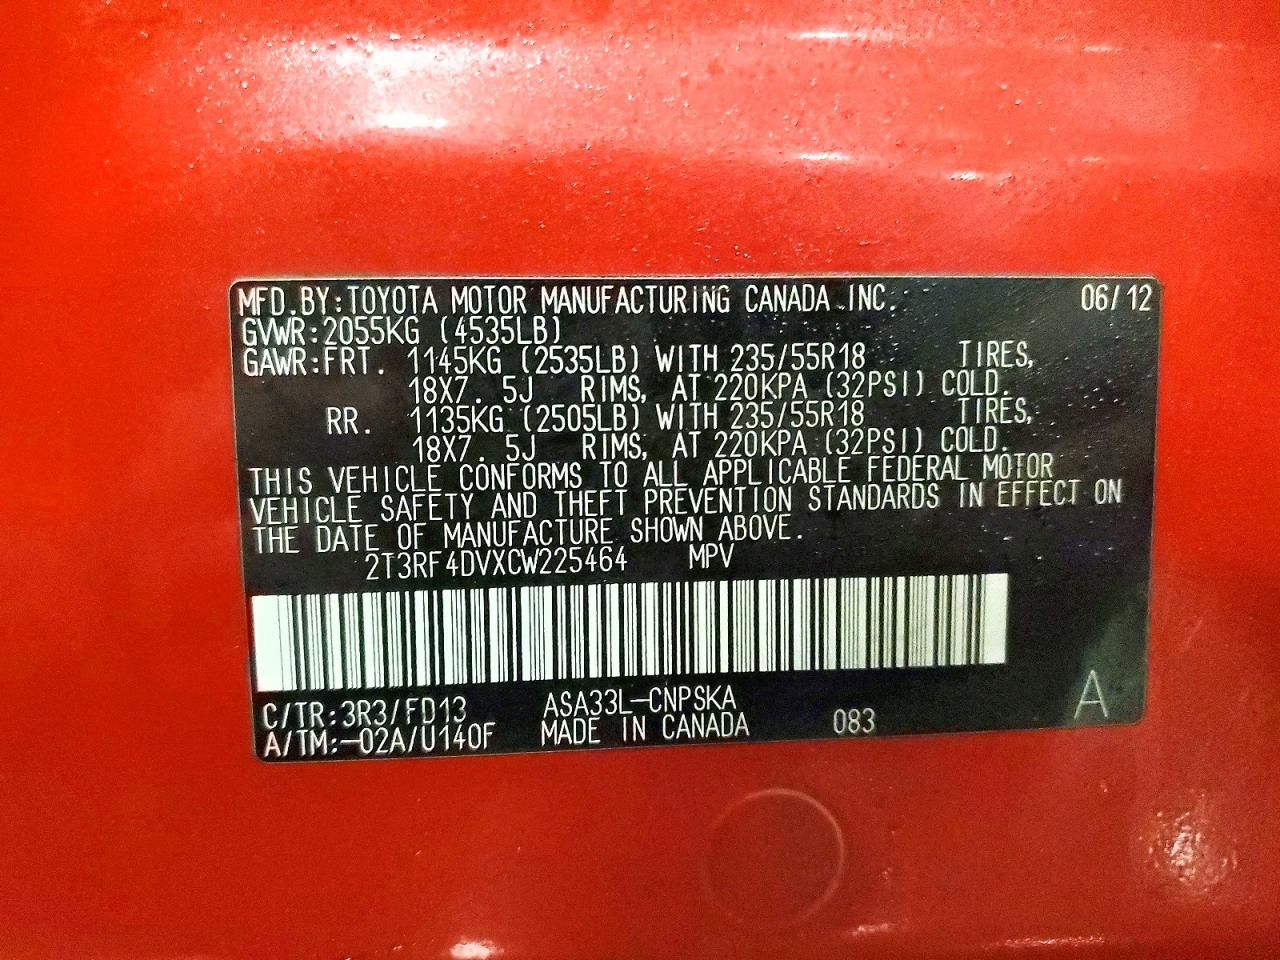 MFD.BY:TOYOTA MOTOR MANUFACTURING CANADA INC. 06/12
GVWR:2055KG (4535LB)
GAWR:FRT. 1145KG (2535LB) WITH 235/55R18 TIRES,
18X7.5J RIMS, AT 220KPA (32PSI) COLD.
RR. 1135KG (2505LB) WITH 235/55R18 TIRES,
18X7.5J RIMS, AT 220KPA (32PSI) COLD.
THIS VEHICLE CONFORMS TO ALL APPLICABLE FEDERAL MOTOR
VEHICLE SAFETY AND THEFT PREVENTION STANDARDS IN EFFECT ON
THE DATE OF MANUFACTURE SHOWN ABOVE.
2T3RF4DVXCW225464 MPV
C/TR:3R3/FD13 ASA33L-CNPSKA
A/TM:-02A/U140F MADE IN CANADA 083 A